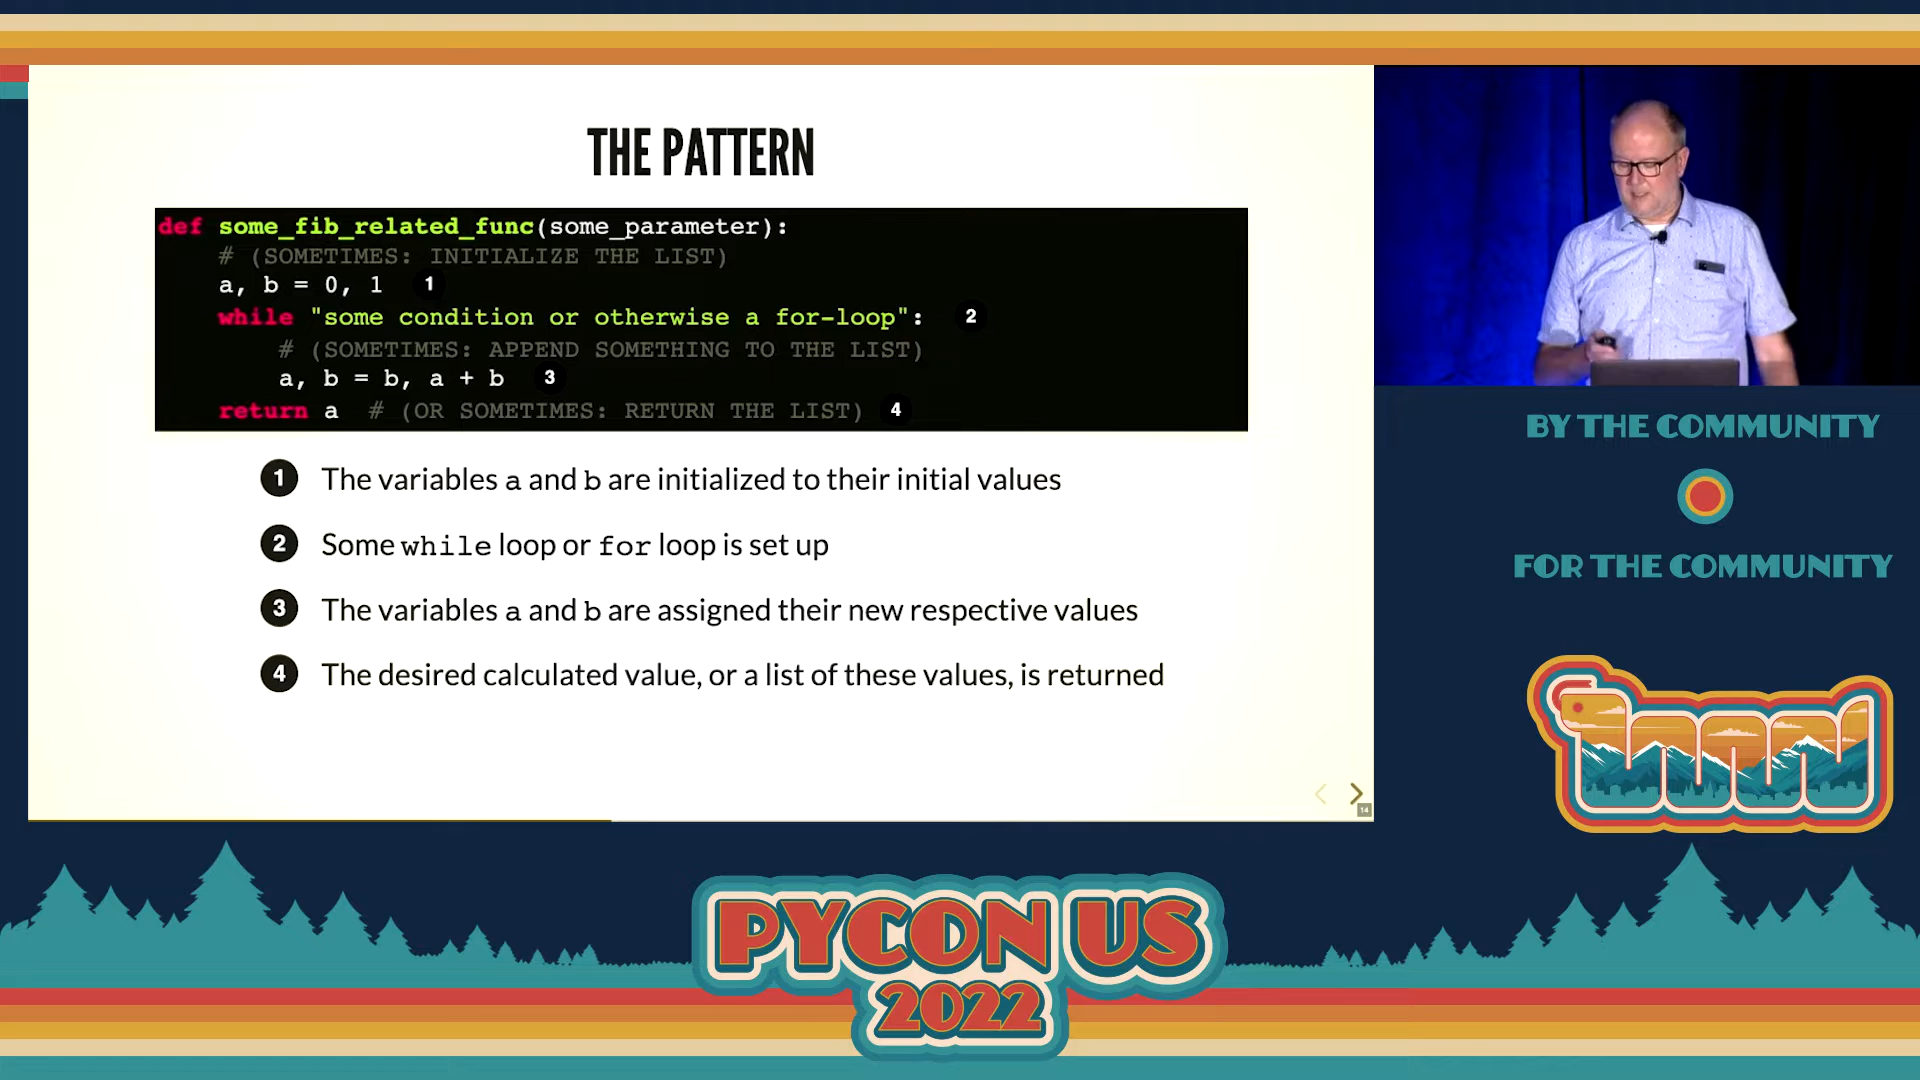 THE PATTERN
def some_fib_related_func(some_parameter):
# (SOMETIMES: INITIALIZE THE LIST)
a, b = 0, 1 1
while "some condition or otherwise a for-loop": 2
# (SOMETIMES: APPEND SOMETHING TO THE LIST)
a, b = b, a + b 3
return a # (OR SOMETIMES: RETURN THE LIST) 4
1 The variables a and b are initialized to their initial values
2 Some while loop or for loop is set up
3 The variables a and b are assigned their new respective values
4 The desired calculated value, or a list of these values, is returned
14
BY THE COMMUNITY
FOR THE COMMUNITY
PYCON US
2022